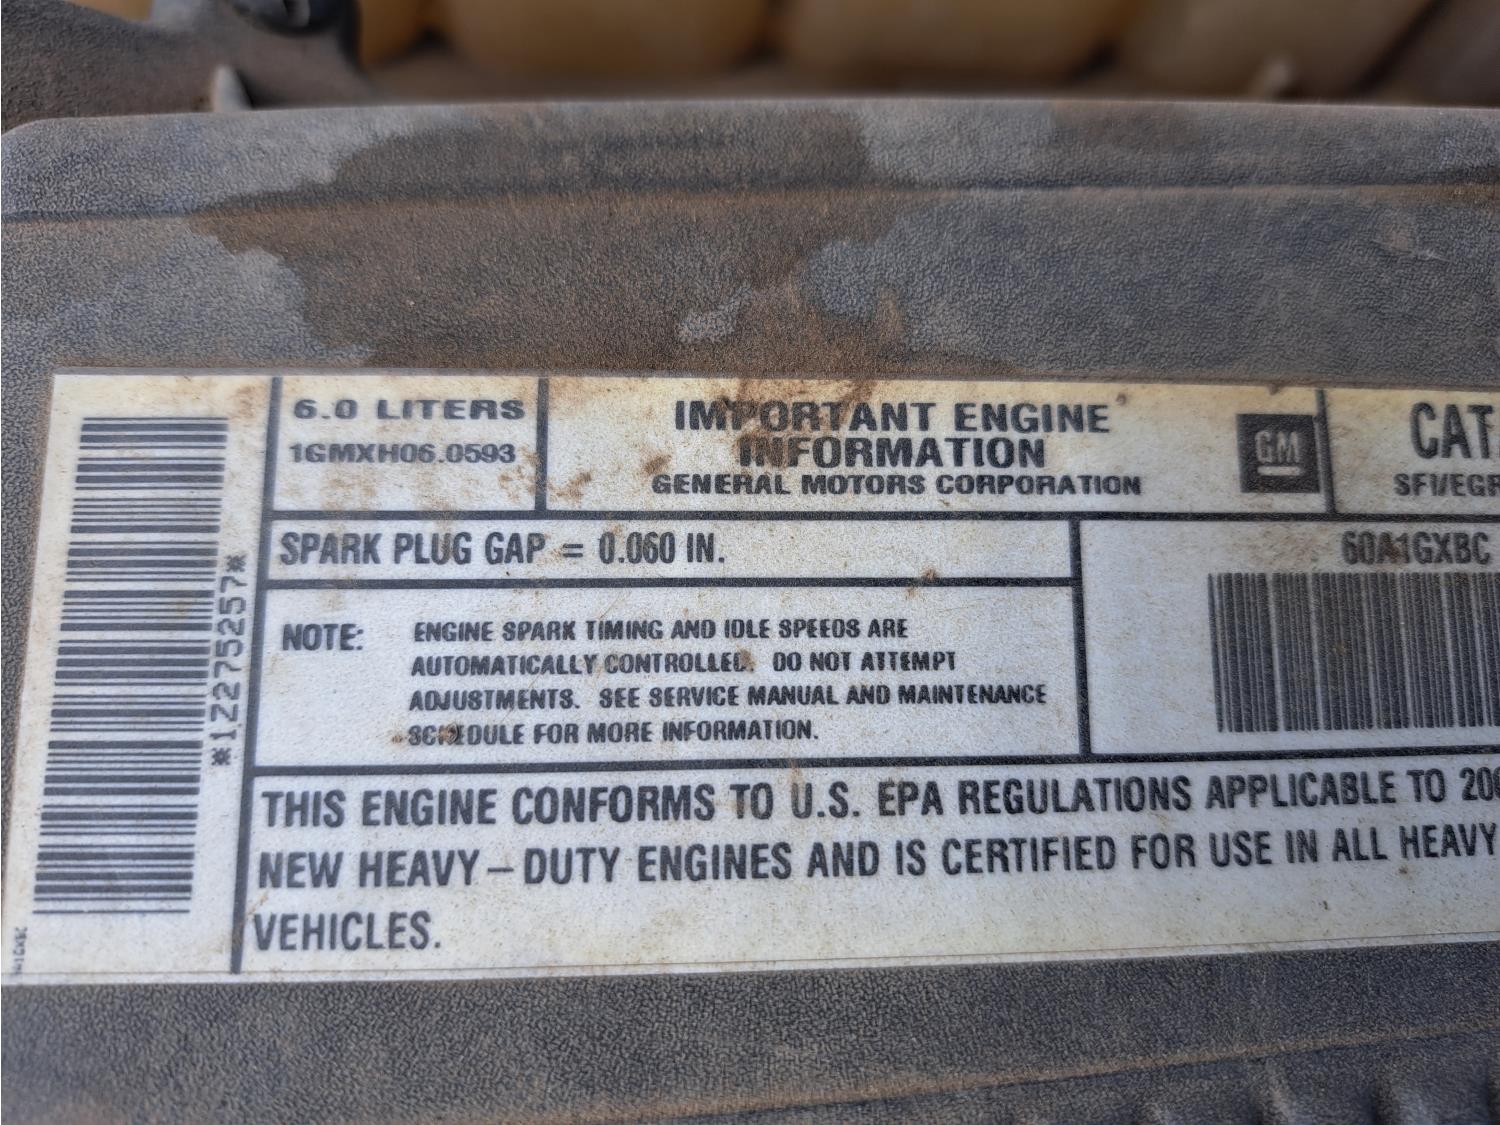 6.0 LITERS
1GMXH06.0593
IMPORTANT ENGINE
INFORMATION
GENERAL MOTORS CORPORATION
GM
CAT
SFI/EGR
SPARK PLUG GAP = 0.060 IN.
60A1GXBC
*12275257*
NOTE: ENGINE SPARK TIMING AND IDLE SPEEDS ARE
AUTOMATICALLY CONTROLLED. DO NOT ATTEMPT
ADJUSTMENTS. SEE SERVICE MANUAL AND MAINTENANCE
SCHEDULE FOR MORE INFORMATION.
THIS ENGINE CONFORMS TO U.S. EPA REGULATIONS APPLICABLE TO 200
NEW HEAVY-DUTY ENGINES AND IS CERTIFIED FOR USE IN ALL HEAVY
VEHICLES.